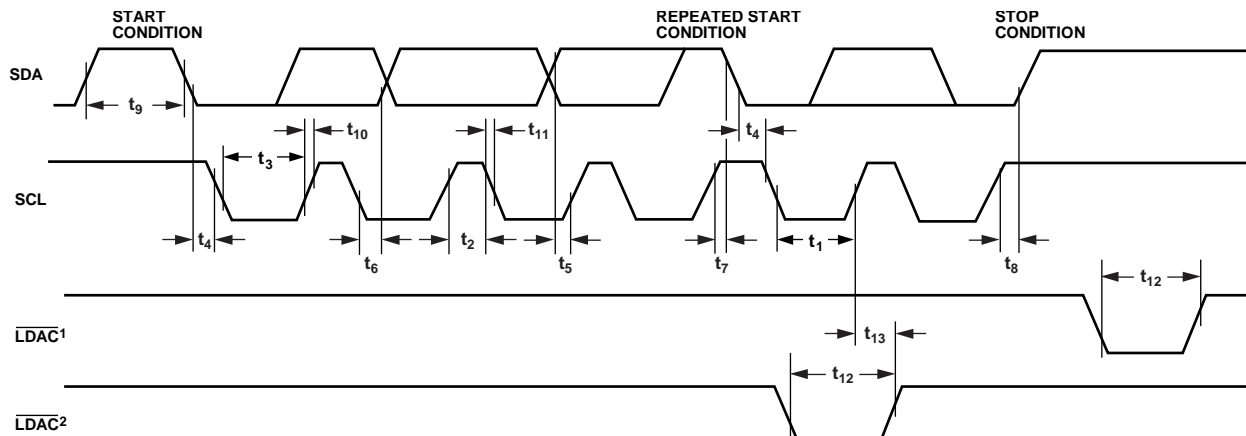 START
CONDITION
REPEATED START
CONDITION
STOP
CONDITION
SDA
t9
t10
t11
t4
t3
SCL
t4
t6
t2
t5
t7
t1
t8
t12
LDAC1
t13
t12
LDAC2